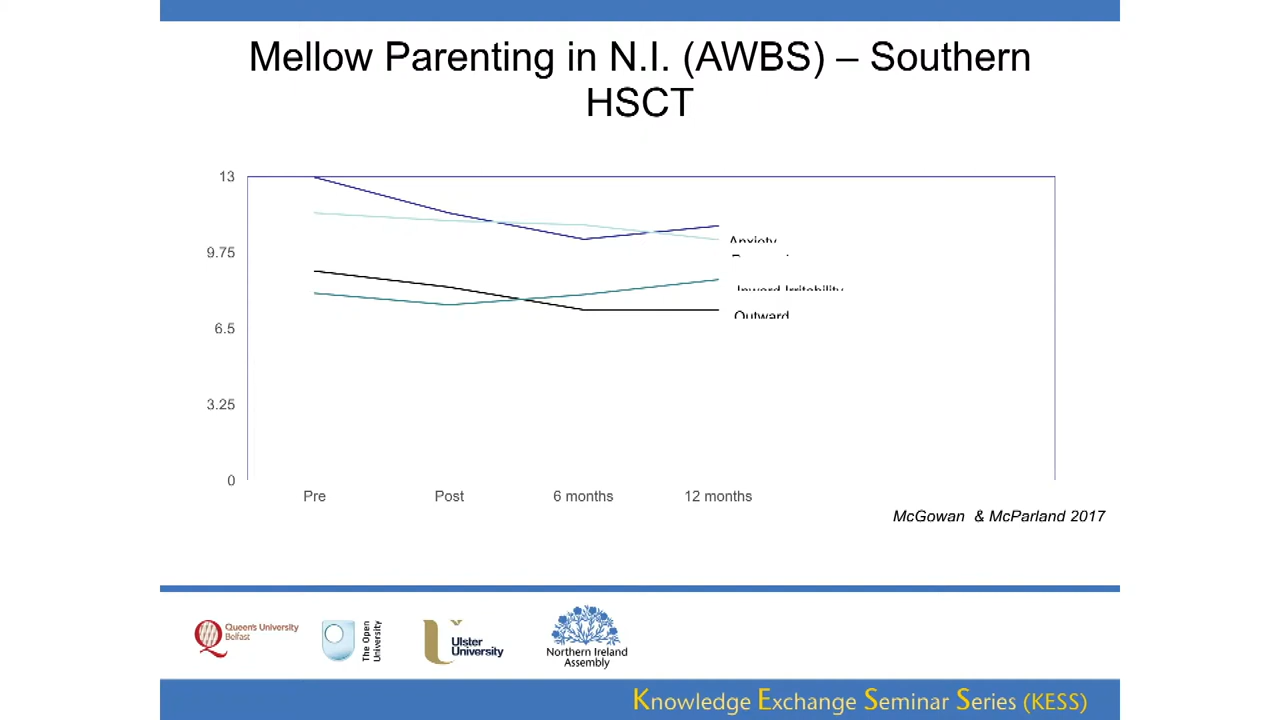 Mellow Parenting in N.I. (AWBS) – Southern
HSCT
13
9.75
6.5
3.25
0
Anxiety
Inward Irritability
Outward
Pre
Post
6 months
12 months
McGowan & McParland 2017
Queen's University
Belfast
The Open
University
Ulster
University
Northern Ireland
Assembly
Knowledge Exchange Seminar Series (KESS)